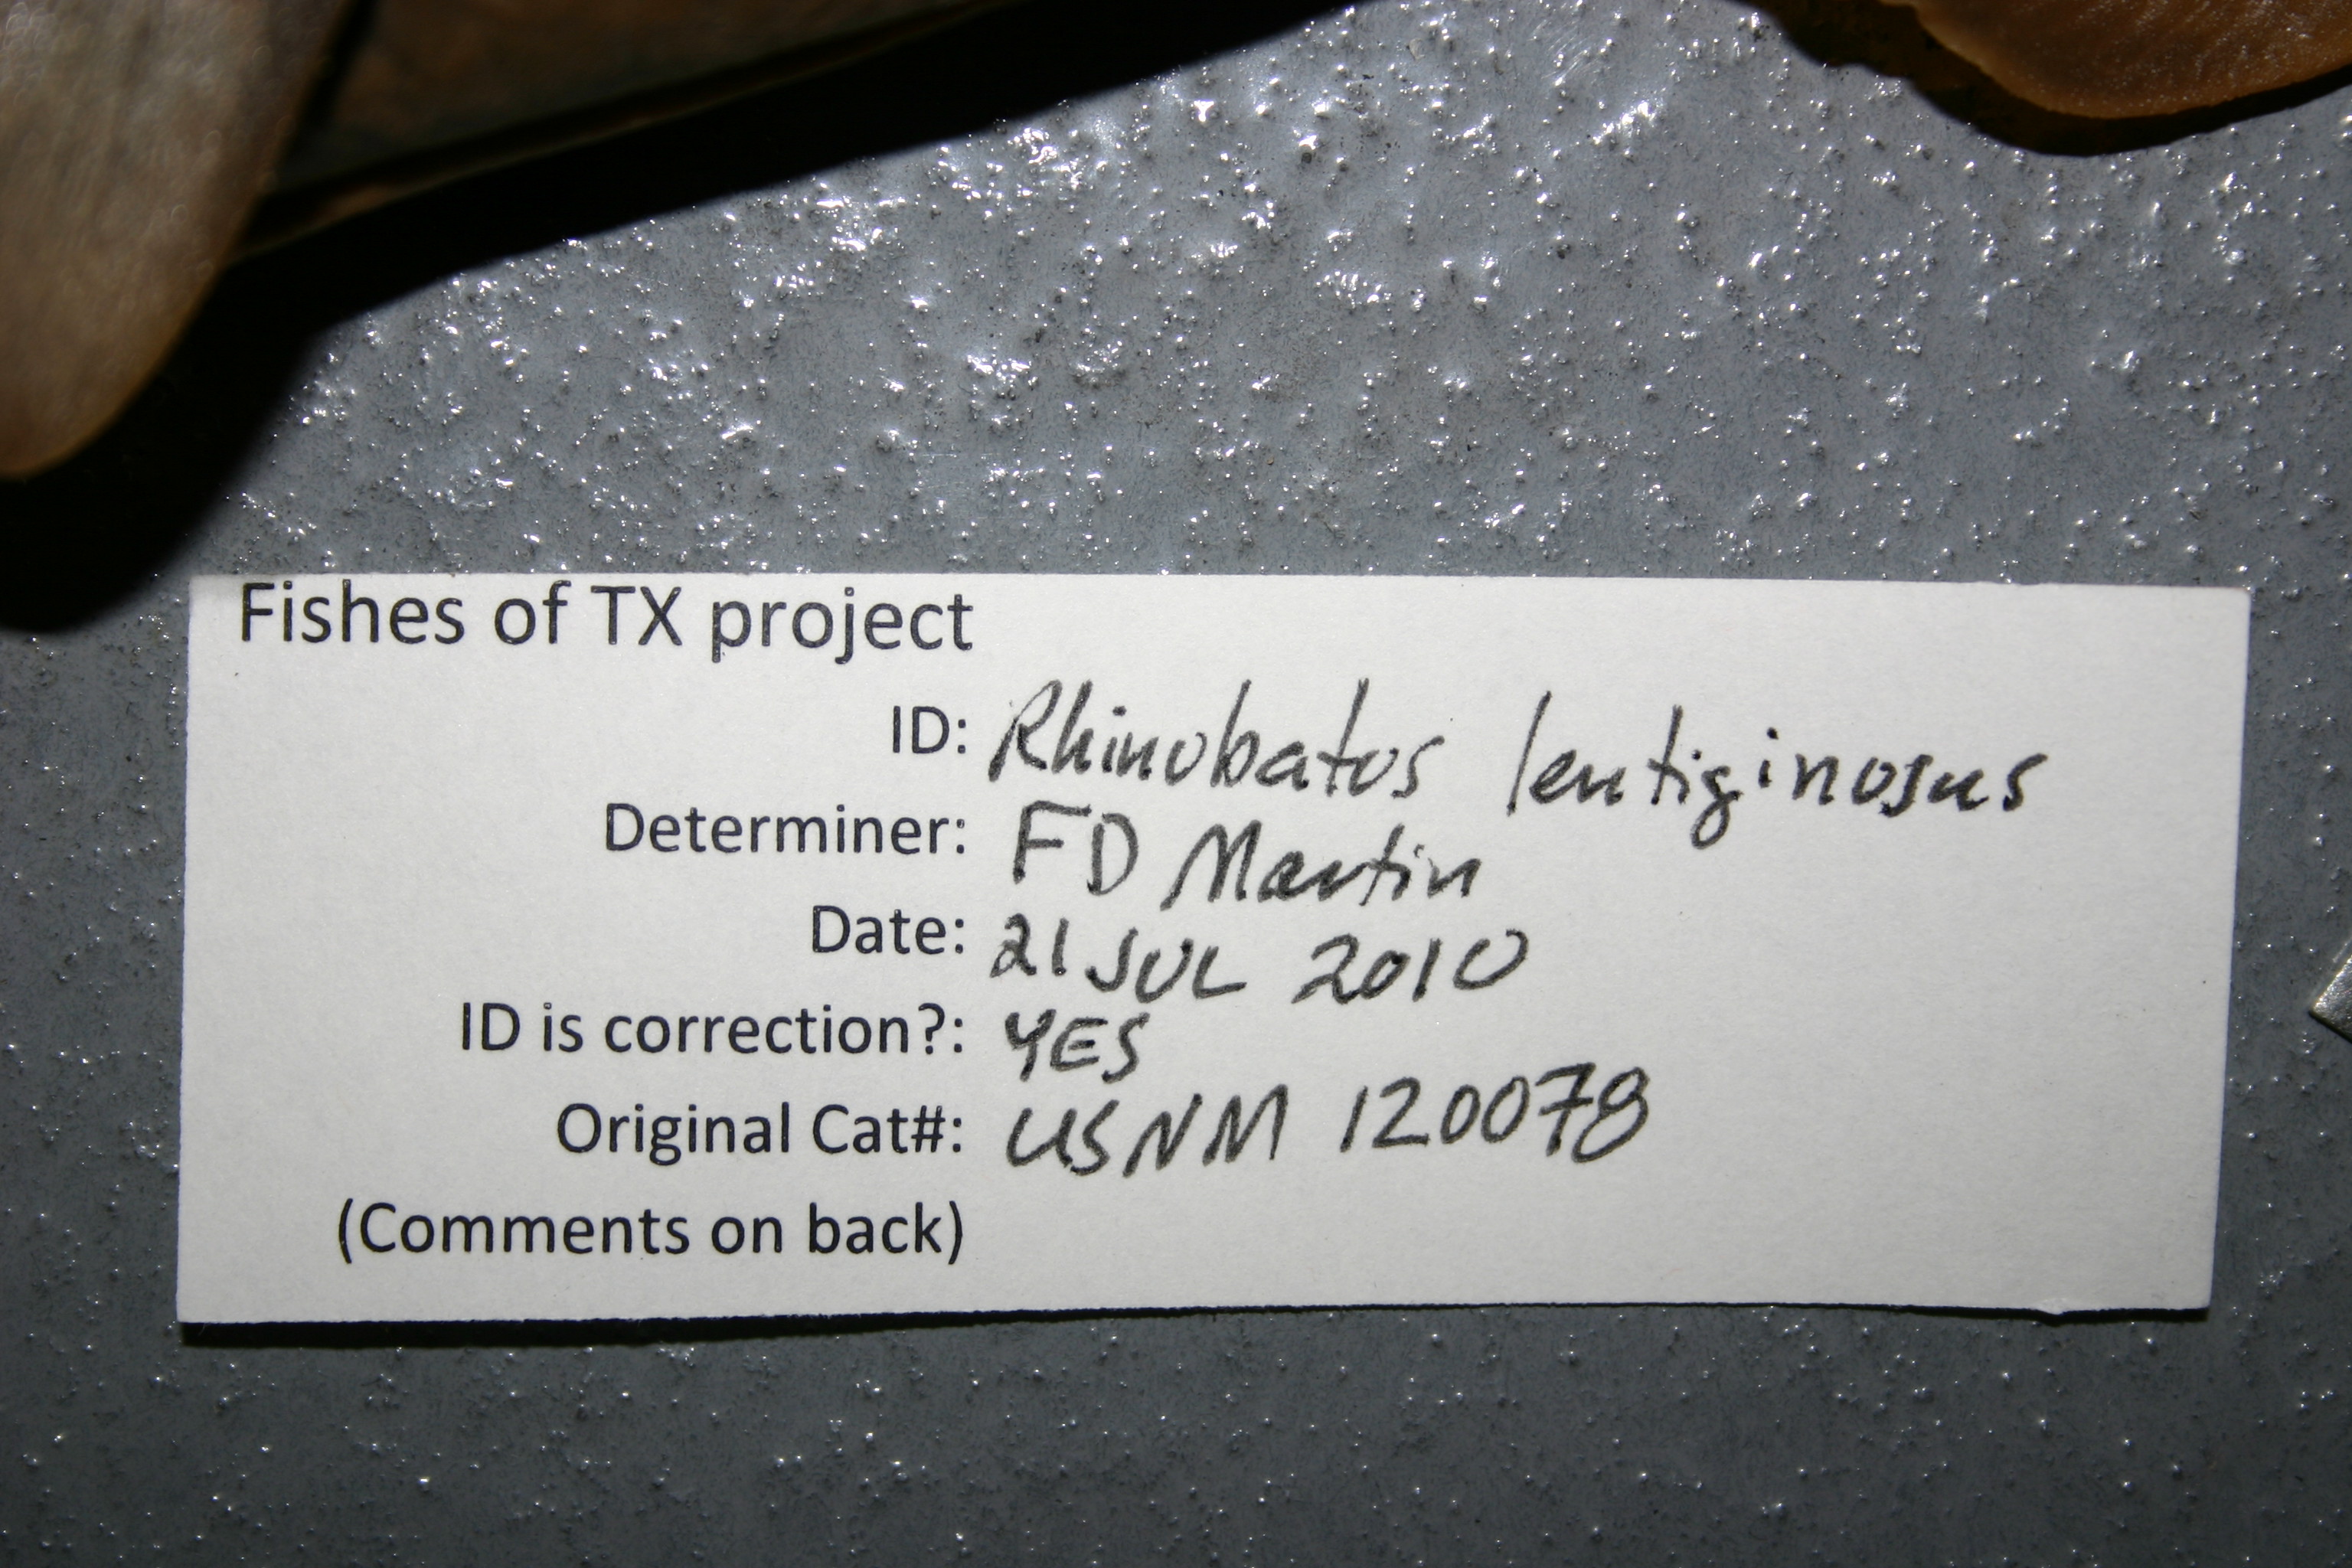 Fishes of TX project
ID: Rhinobatos lentiginosus
Determiner: FD Martin
Date: 21 JUL 2010
ID is correction?: YES
Original Cat#: USNM 120078
(Comments on back)